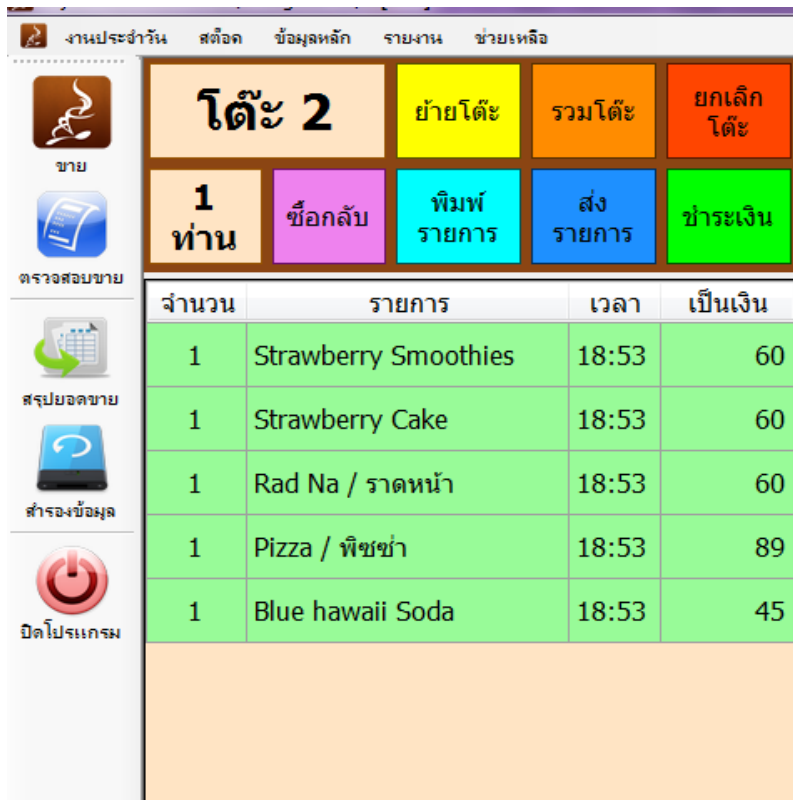 งานประจำวัน สต๊อค ข้อมูลหลัก รายงาน ช่วยเหลือ
ขาย
ตรวจสอบขาย
สรุปยอดขาย
สำรองข้อมูล
ปิดโปรแกรม
โต๊ะ 2
ย้ายโต๊ะ
รวมโต๊ะ
ยกเลิก
โต๊ะ
1
ท่าน
ซื้อกลับ
พิมพ์
รายการ
ส่ง
รายการ
ชำระเงิน
จำนวน รายการ เวลา เป็นเงิน
1 Strawberry Smoothies 18:53 60
1 Strawberry Cake 18:53 60
1 Rad Na / ราดหน้า 18:53 60
1 Pizza / พิซซ่า 18:53 89
1 Blue hawaii Soda 18:53 45